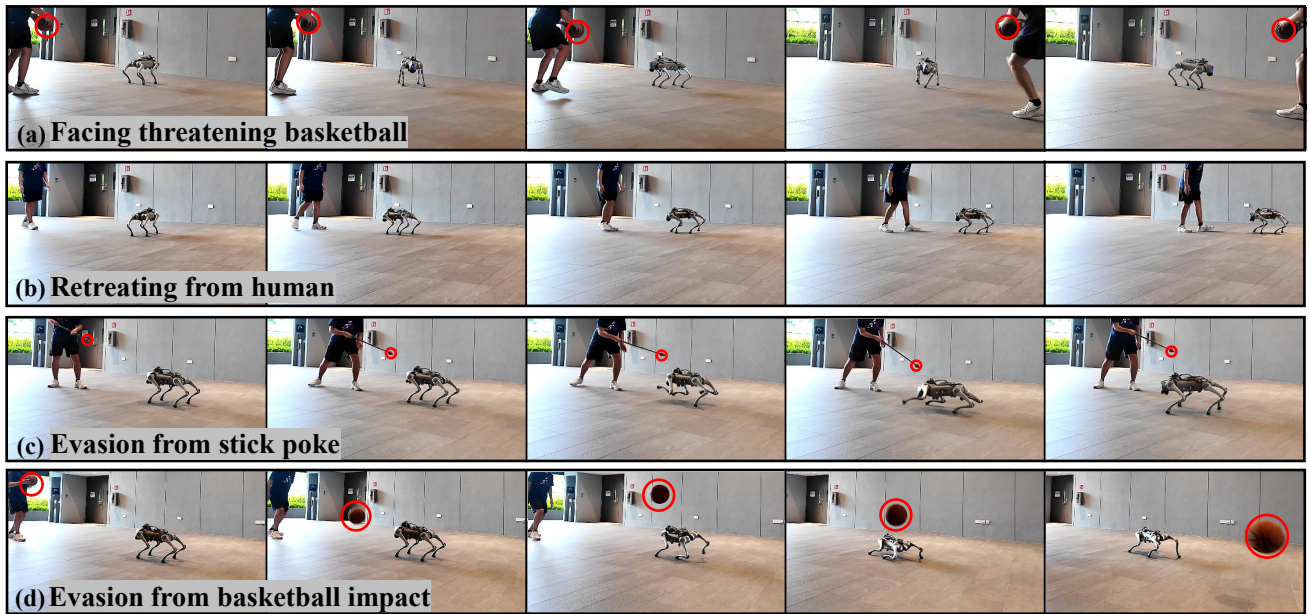 (a) Facing threatening basketball
(b) Retreating from human
(c) Evasion from stick poke
(d) Evasion from basketball impact